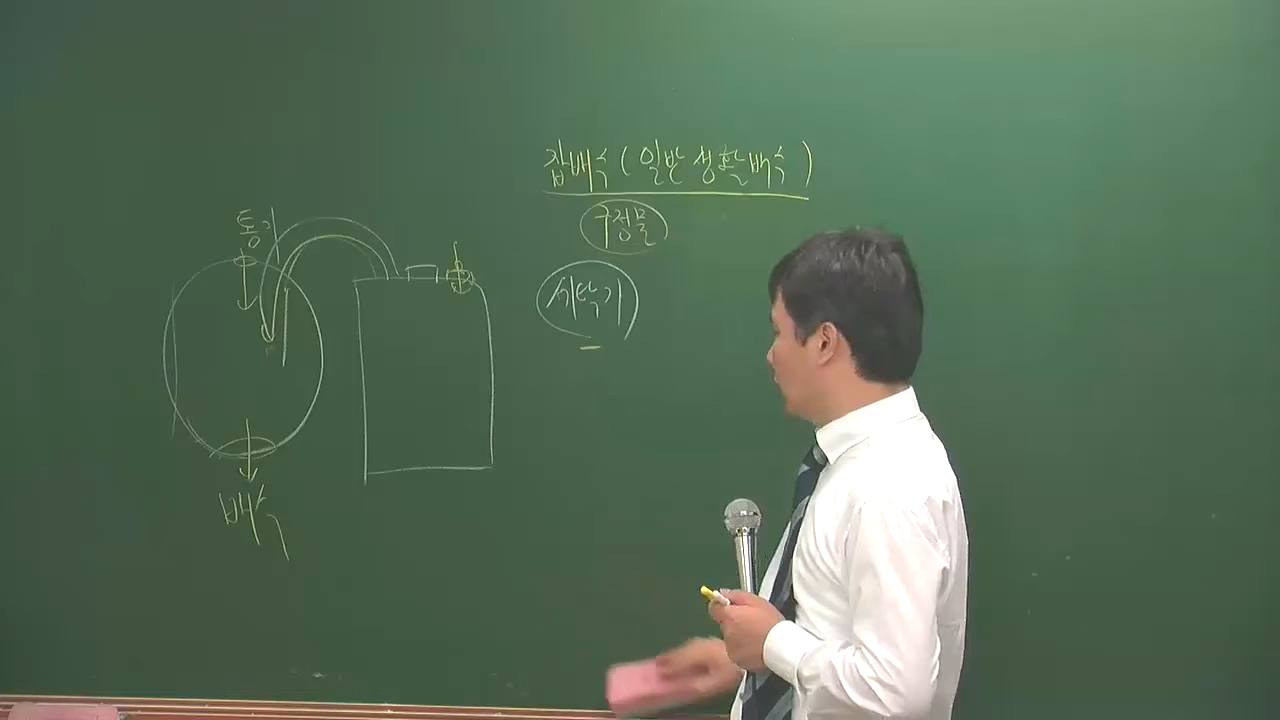 잡배수 (일반 생활배수)
구정물
세탁기
통기
배수